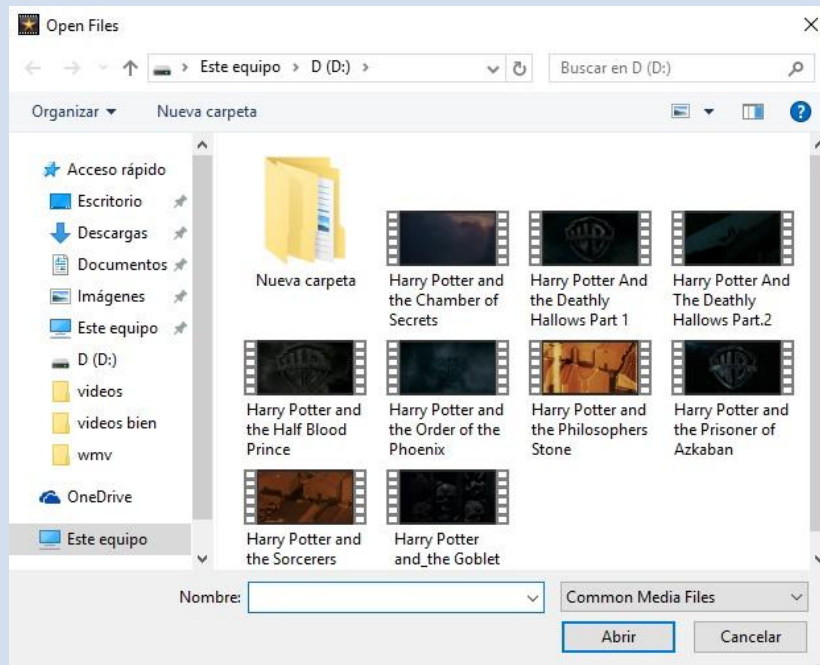 Open Files
Este equipo > D (D:) >
Buscar en D (D:)
Organizar
Nueva carpeta
Acceso rápido
Escritorio
Descargas
Documentos
Imágenes
Este equipo
D (D:)
videos
videos bien
wmv
OneDrive
Este equipo
Nueva carpeta
Harry Potter and
the Chamber of
Secrets
Harry Potter And
the Deathly
Hallows Part 1
Harry Potter And
The Deathly
Hallows Part.2
Harry Potter and
the Half Blood
Prince
Harry Potter and
the Order of the
Phoenix
Harry Potter and
the Philosophers
Stone
Harry Potter and
the Prisoner of
Azkaban
Harry Potter and
the Sorcerers
Harry Potter
and_the Goblet
Nombre:
Common Media Files
Abrir
Cancelar